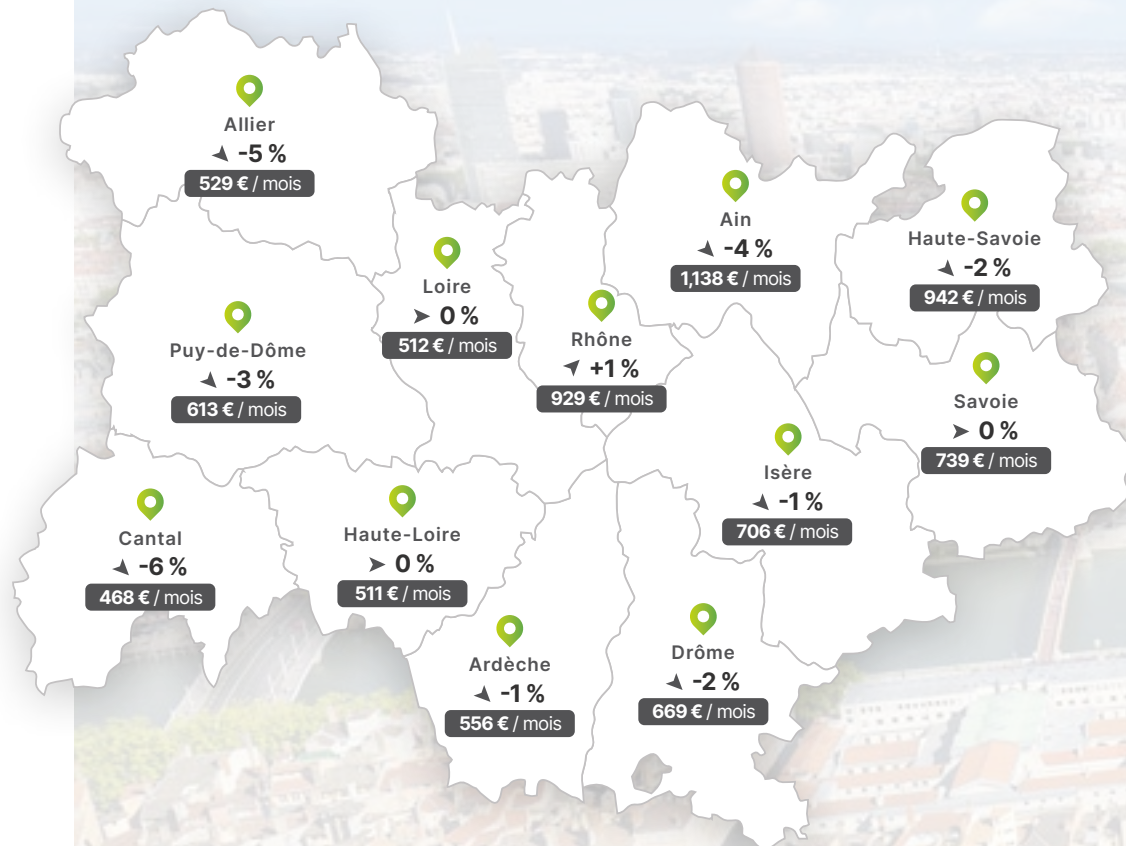 Allier
-5 %
529 € / mois
Ain
-4 %
1,138 € / mois
Haute-Savoie
-2 %
942 € / mois
Loire
0 %
512 € / mois
Puy-de-Dôme
-3 %
613 € / mois
Rhône
+1 %
929 € / mois
Savoie
0 %
739 € / mois
Isère
-1 %
706 € / mois
Cantal
-6 %
468 € / mois
Haute-Loire
0 %
511 € / mois
Ardèche
-1 %
556 € / mois
Drôme
-2 %
669 € / mois